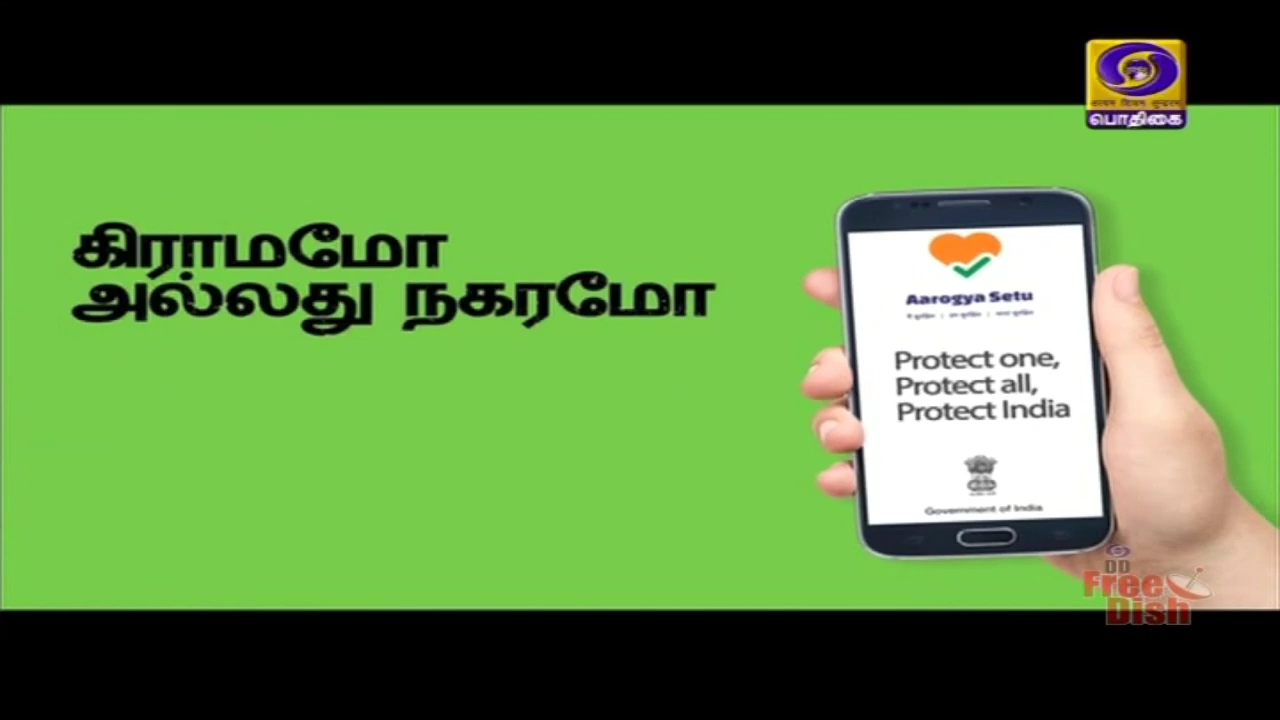 பொதிகை
கிராமமோ
அல்லது நகரமோ
Aarogya Setu
Protect one,
Protect all,
Protect India
Government of India
DD
Free
Dish